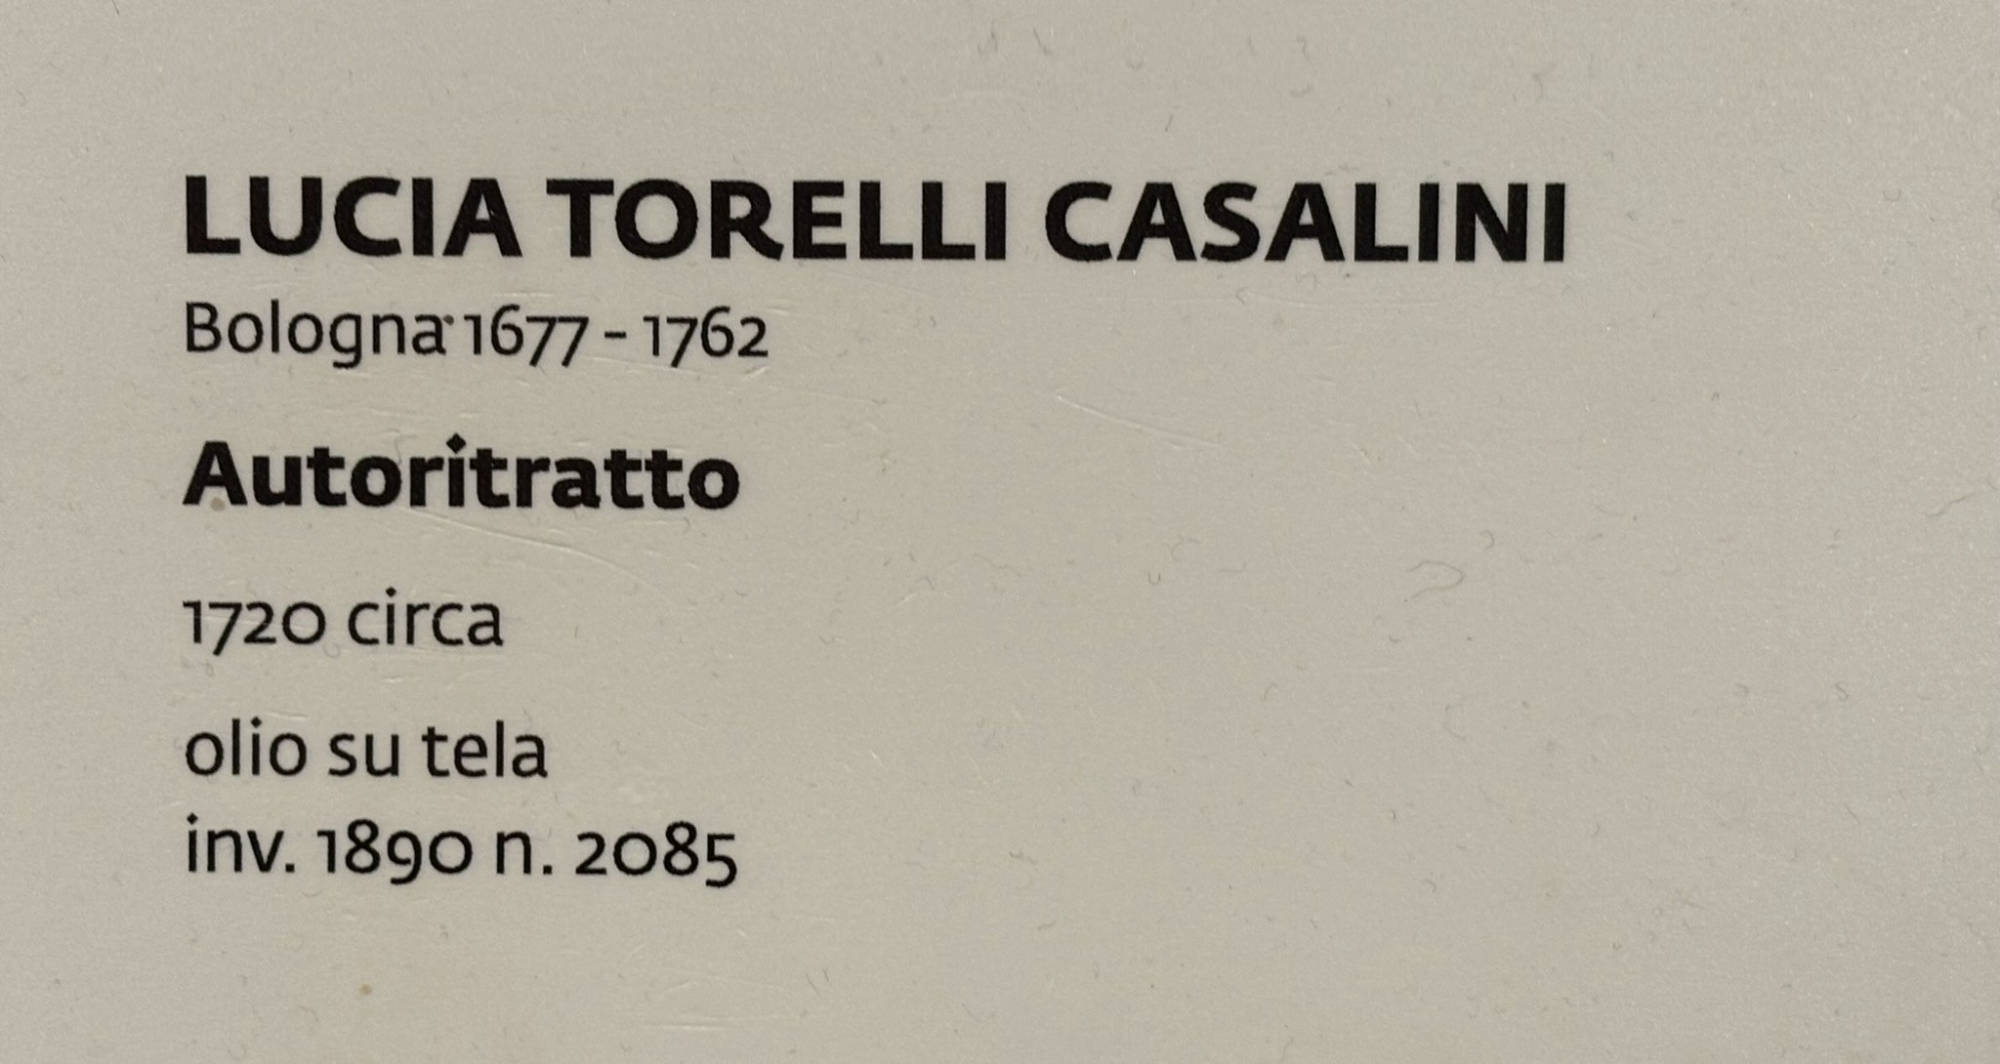 LUCIA TORELLI CASALINI
Bologna 1677 - 1762
Autoritratto
1720 circa
olio su tela
inv. 1890 n. 2085